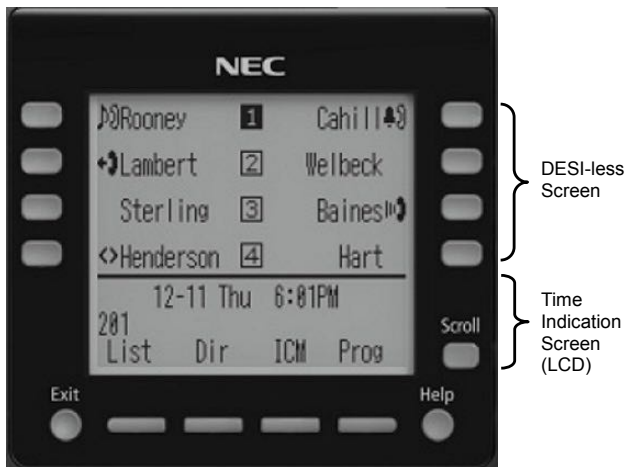 NEC
Rooney 1 Cahill
Lambert 2 Welbeck
Sterling 3 Baines
<>Henderson 4 Hart
12-11 Thu 6:01PM
201
List Dir ICM Prog
Scroll
Exit
Help
DESI-less
Screen
Time
Indication
Screen
(LCD)